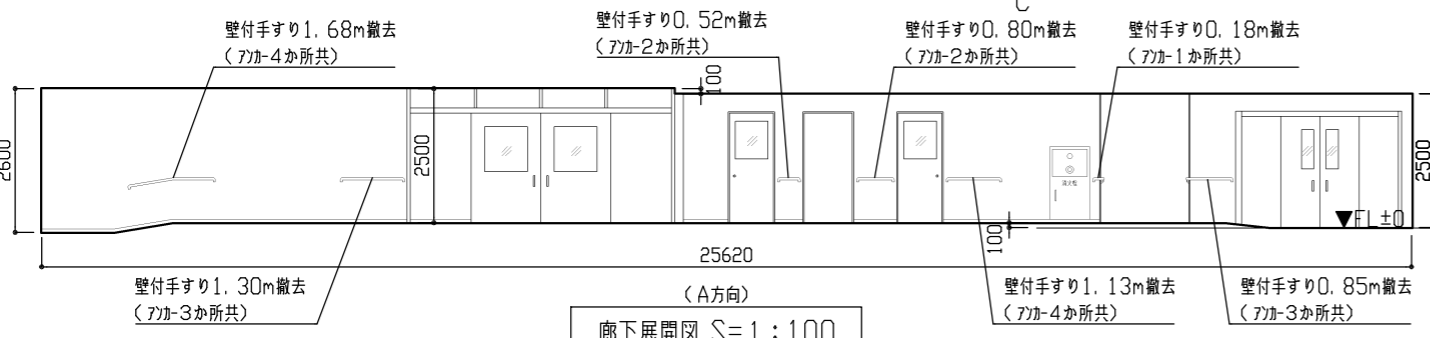 C
壁付手すり1,68m撤去
(ｱﾝｶｰ4か所共)
壁付手すり0,52m撤去
(ｱﾝｶｰ2か所共)
壁付手すり0,80m撤去
(ｱﾝｶｰ2か所共)
壁付手すり0,18m撤去
(ｱﾝｶｰ1か所共)
100
2600
2500
消火栓
2500
100
▼FL±0
25620
壁付手すり1,30m撤去
(ｱﾝｶｰ3か所共)
(A方向)
壁付手すり1,13m撤去
(ｱﾝｶｰ4か所共)
壁付手すり0,85m撤去
(ｱﾝｶｰ3か所共)
廊下展開図 S=1:100